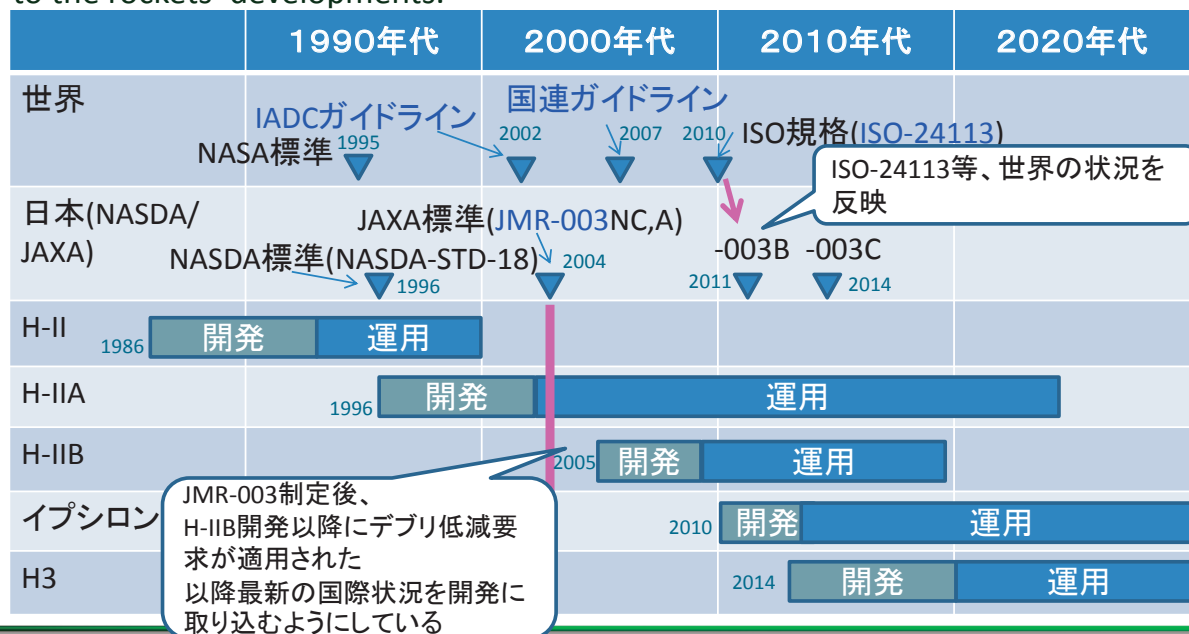 to the rockets' developments.
1990年代
2000年代
2010年代
2020年代
世界
IADCガイドライン
国連ガイドライン
NASA標準
1995
2002
2007
2010
ISO規格(ISO-24113)
ISO-24113等、世界の状況を
反映
日本(NASDA/
JAXA)
JAXA標準(JMR-003NC,A)
NASDA標準(NASDA-STD-18)
2004
1996
-003B
-003C
2011
2014
H-II
1986
開発
運用
H-IIA
1996
開発
運用
H-IIB
2005
開発
運用
JMR-003制定後、
H-IIB開発以降にデブリ低減要
求が適用された
以降最新の国際状況を開発に
取り込むようにしている
イプシロン
2010
開発
運用
H3
2014
開発
運用